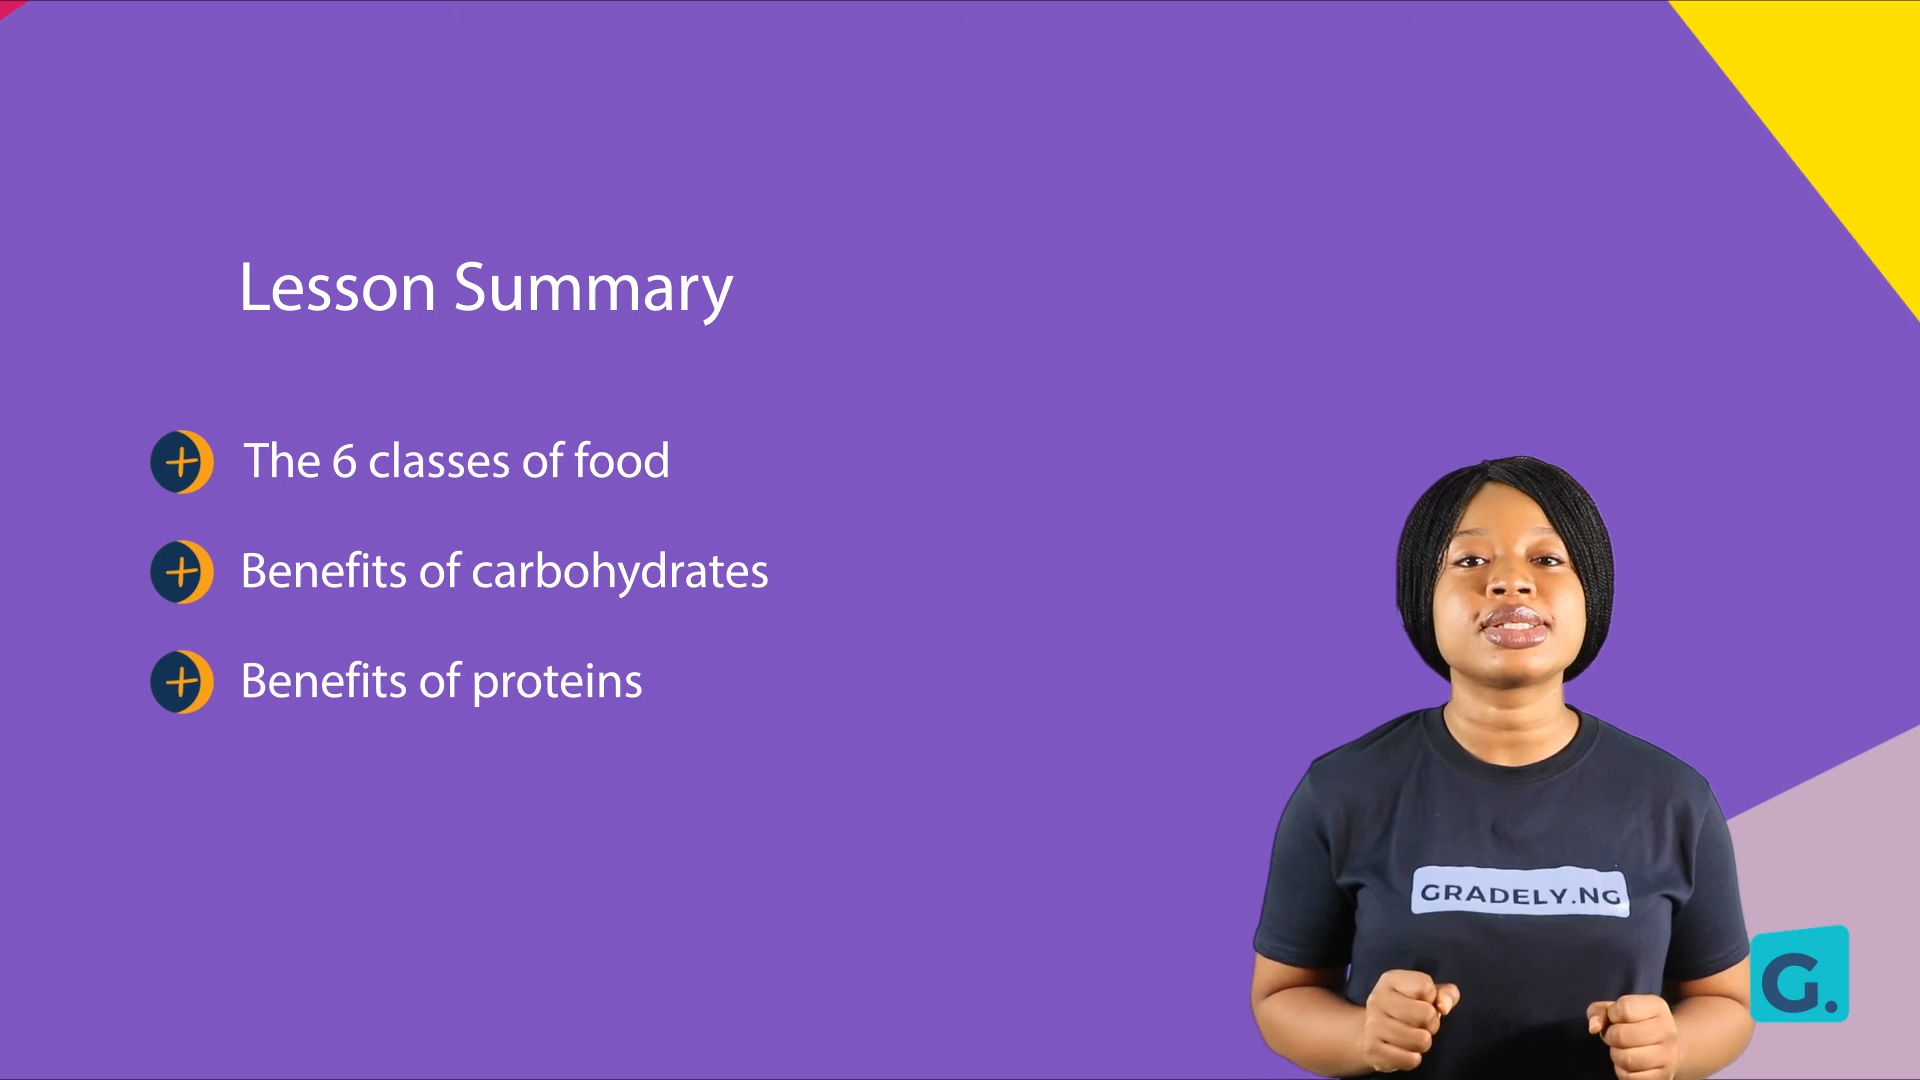 Lesson Summary
The 6 classes of food
Benefits of carbohydrates
Benefits of proteins
GRADELY.NG
G.